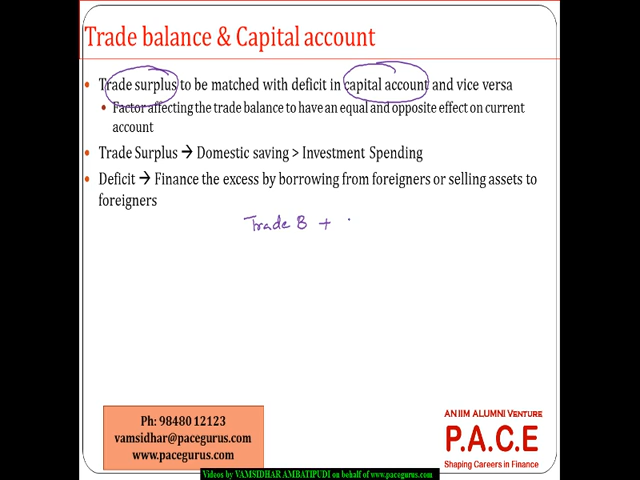 Trade balance & Capital account
• Trade surplus to be matched with deficit in capital account and vice versa
• Factor affecting the trade balance to have an equal and opposite effect on current
account
• Trade Surplus → Domestic saving > Investment Spending
• Deficit → Finance the excess by borrowing from foreigners or selling assets to
foreigners
Trade B +
Ph: 98480 12123
vamsidhar@pacegurus.com
www.pacegurus.com
AN IIM ALUMNI VENTURE
P.A.C.E
Shaping Careers in Finance
Videos by VAMSIDHAR AMBATIPUDI on behalf of www.pacegurus.com